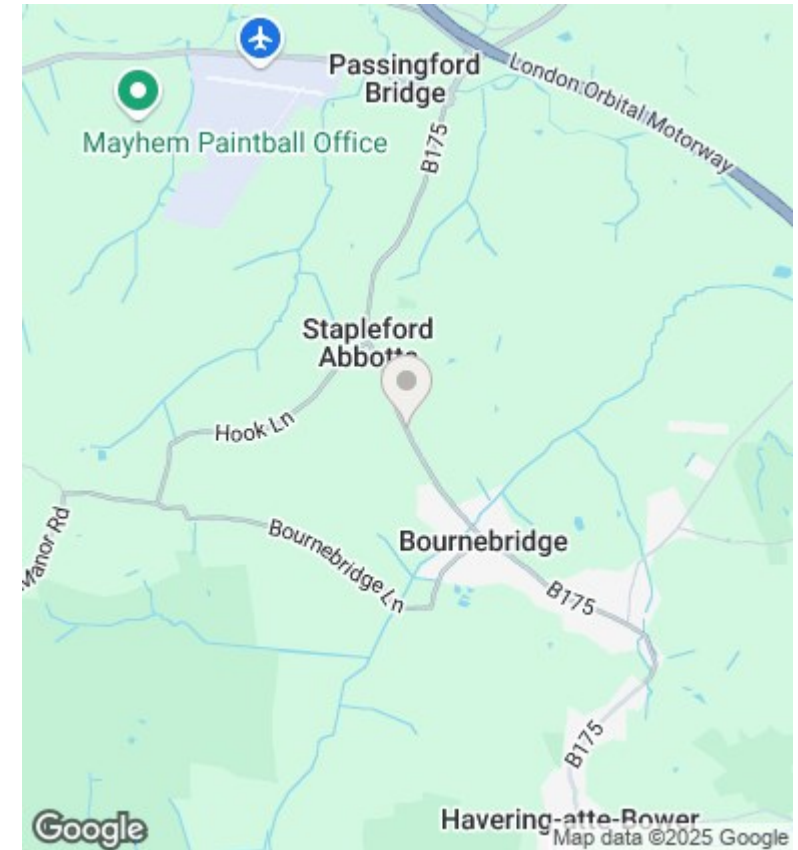 Passingford
Bridge
London Orbital Motorway
Mayhem Paintball Office
B175
Stapleford
Abbotts
Hook Ln
Manor Rd
Bournebridge Ln
Bournebridge
B175
B175
Havering-atte-Bower
Google
Map data ©2025 Google